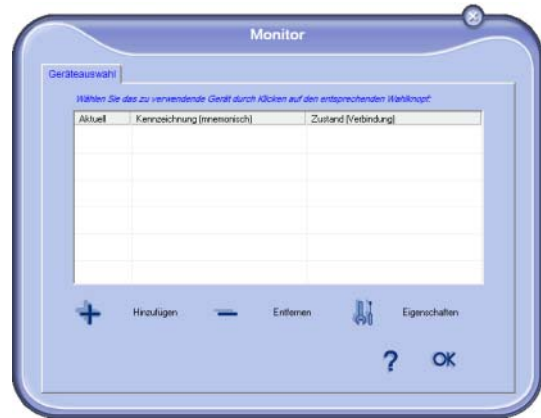 Monitor
Geräteauswahl
Wählen Sie das zu verwendende Gerät durch Klicken auf den entsprechenden Wahlknopf:
Aktuell Kennzeichnung (mnemonisch) Zustand (Verbindung)
Hinzufügen Entfernen Eigenschaften
? OK